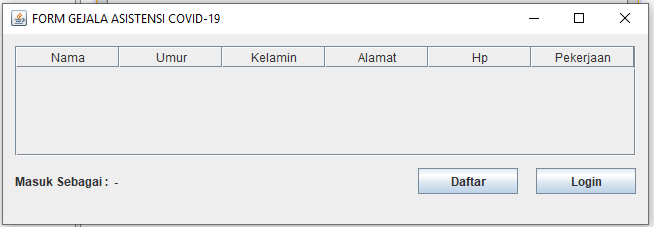 FORM GEJALA ASISTENSI COVID-19
Nama Umur Kelamin Alamat Hp Pekerjaan
Masuk Sebagai : - Daftar Login